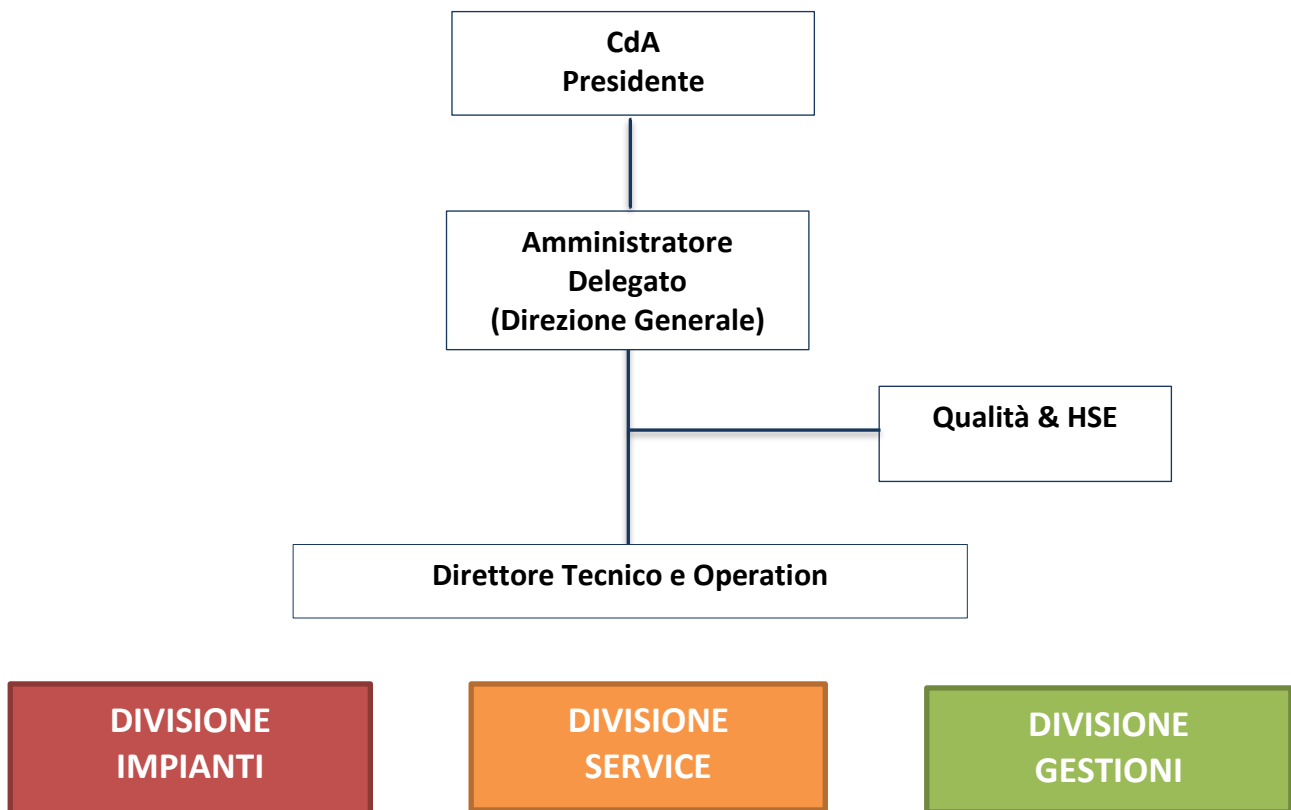 CdA
Presidente
Amministratore
Delegato
(Direzione Generale)
Qualità & HSE
Direttore Tecnico e Operation
DIVISIONE
IMPIANTI
DIVISIONE
SERVICE
DIVISIONE
GESTIONI